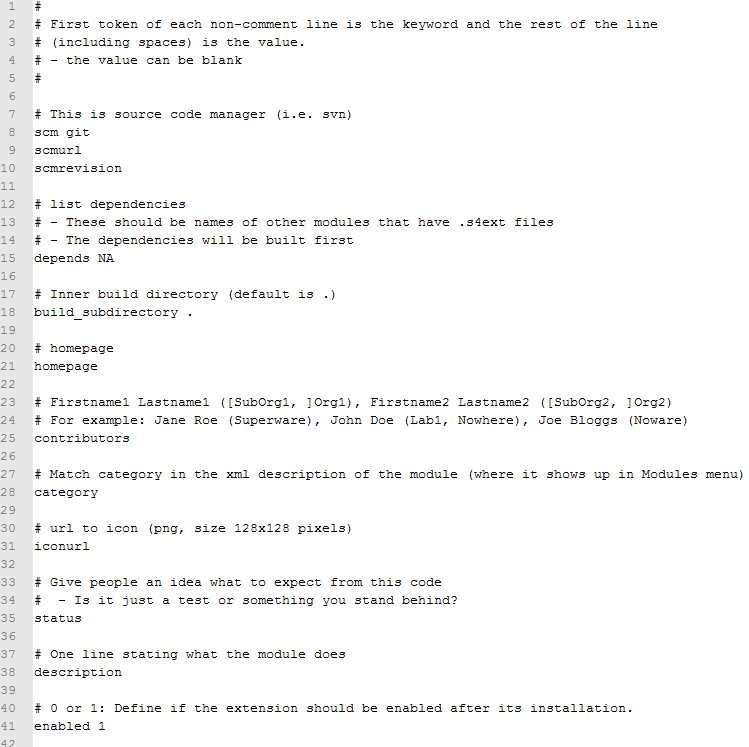 1 #
2 # First token of each non-comment line is the keyword and the rest of the line
3 # (including spaces) is the value.
4 # - the value can be blank
5 #
6
7 # This is source code manager (i.e. svn)
8 scm git
9 scmurl
10 scmrevision
11
12 # list dependencies
13 # - These should be names of other modules that have .s4ext files
14 # - The dependencies will be built first
15 depends NA
16
17 # Inner build directory (default is .)
18 build_subdirectory .
19
20 # homepage
21 homepage
22
23 # Firstname1 Lastname1 ([SubOrg1, ]Org1), Firstname2 Lastname2 ([SubOrg2, ]Org2)
24 # For example: Jane Roe (Superware), John Doe (Lab1, Nowhere), Joe Bloggs (Noware)
25 contributors
26
27 # Match category in the xml description of the module (where it shows up in Modules menu)
28 category
29
30 # url to icon (png, size 128x128 pixels)
31 iconurl
32
33 # Give people an idea what to expect from this code
34 #  - Is it just a test or something you stand behind?
35 status
36
37 # One line stating what the module does
38 description
39
40 # 0 or 1: Define if the extension should be enabled after its installation.
41 enabled 1
42